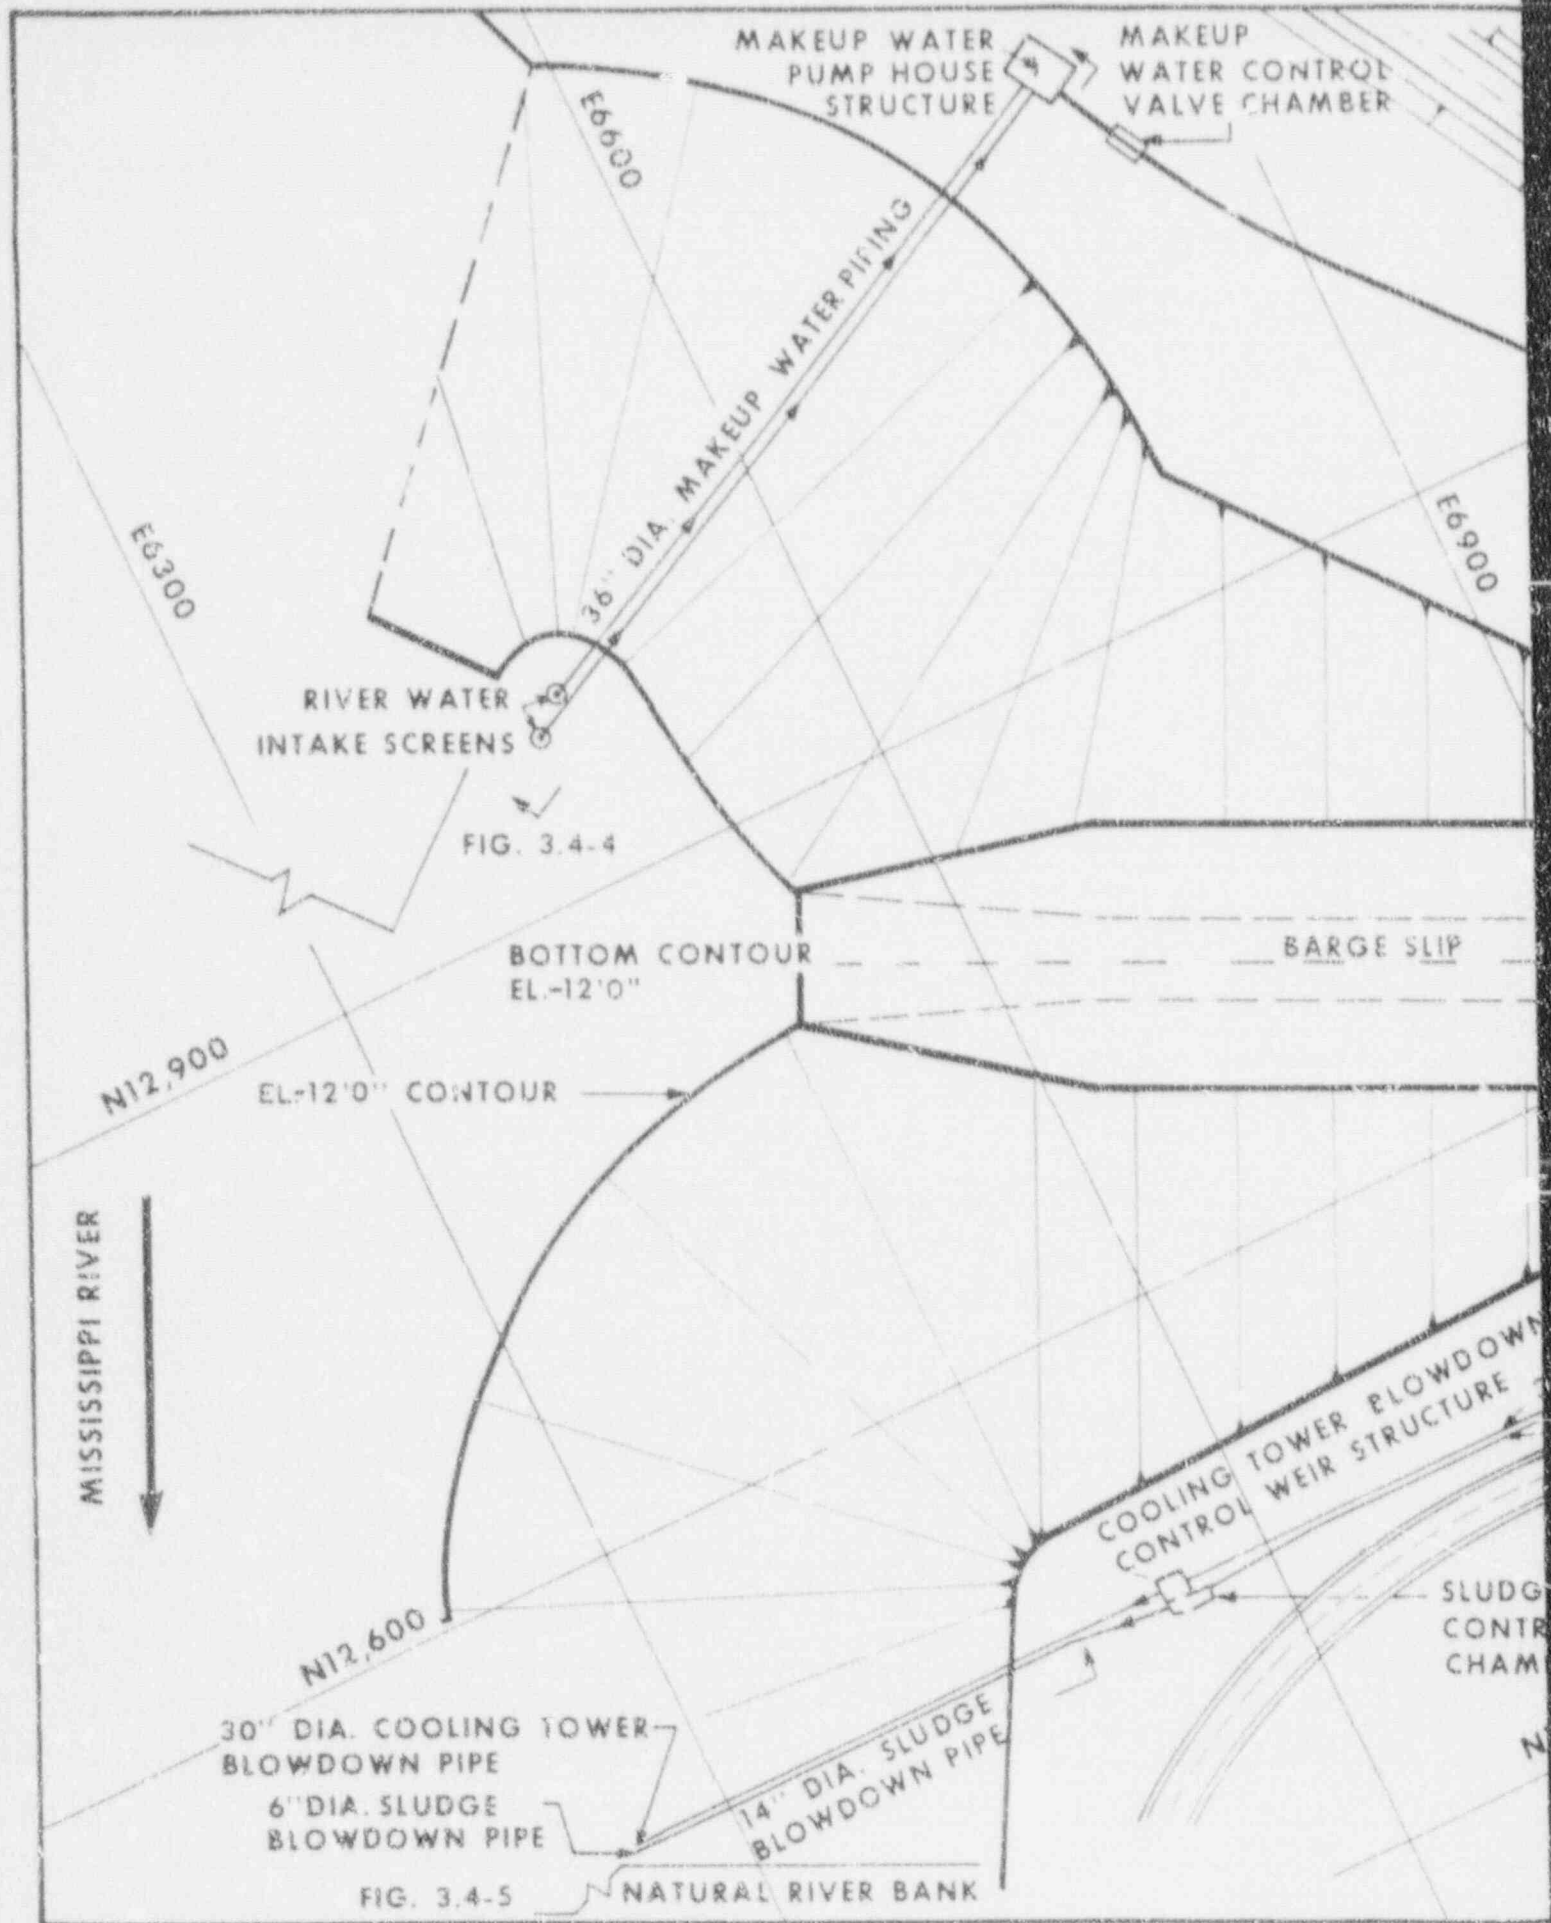 MAKEUP WATER
PUMP HOUSE
STRUCTURE
MAKEUP
WATER CONTROL
VALVE CHAMBER
E6600
36" DIA. MAKEUP WATER PIPING
E6300
E6900
RIVER WATER
INTAKE SCREENS
FIG. 3.4-4
BOTTOM CONTOUR
EL.-12'0"
BARGE SLIP
N12,900
EL-12'0" CONTOUR
MISSISSIPPI RIVER
COOLING TOWER BLOWDOWN
CONTROL WEIR STRUCTURE
SLUDG
CONTR
CHAM
N12,600
30" DIA. COOLING TOWER
BLOWDOWN PIPE
6" DIA. SLUDGE
BLOWDOWN PIPE
14" DIA. SLUDGE
BLOWDOWN PIPE
FIG. 3.4-5
NATURAL RIVER BANK